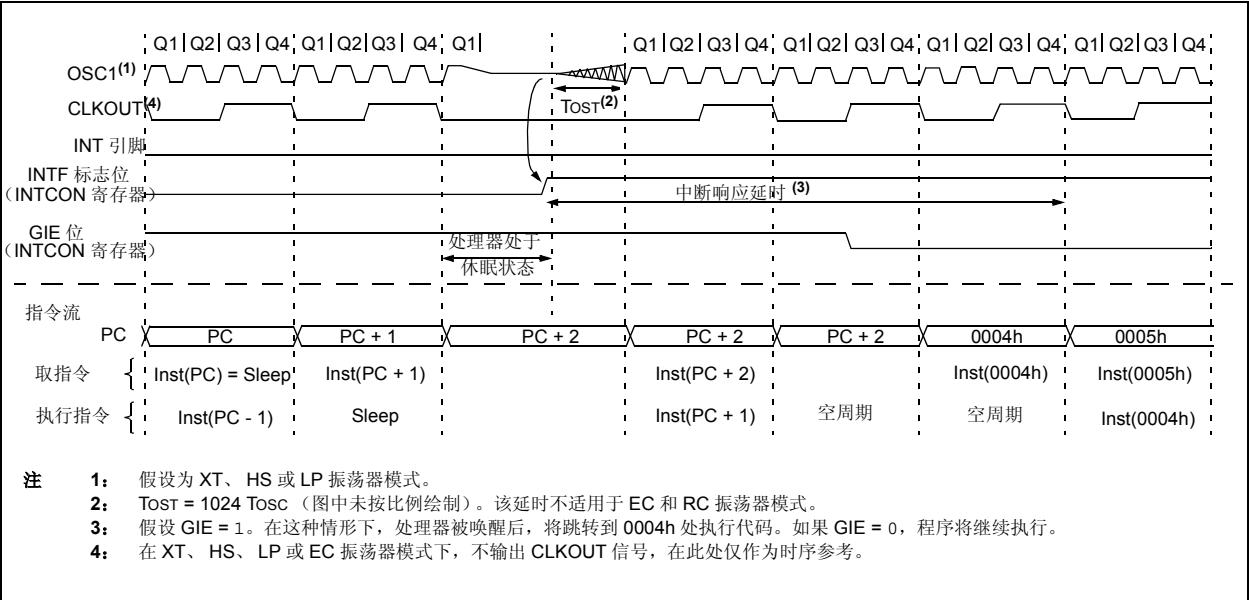 Q1 Q2 Q3 Q4 Q1 Q2 Q3 Q4 Q1 Q1 Q2 Q3 Q4 Q1 Q2 Q3 Q4 Q1 Q2 Q3 Q4 Q1 Q2 Q3 Q4
OSC1(1)
CLKOUT(4)
TOST(2)
INT 引脚
INTF 标志位
(INTCON 寄存器)
中断响应延时 (3)
GIE 位
(INTCON 寄存器)
处理器处于
休眠状态
指令流
PC PC PC + 1 PC + 2 PC + 2 PC + 2 0004h 0005h
取指令 { Inst(PC) = Sleep Inst(PC + 1) Inst(PC + 2) Inst(0004h) Inst(0005h)
执行指令 { Inst(PC - 1) Sleep Inst(PC + 1) 空周期 空周期 Inst(0004h)
注 1: 假设为 XT、 HS 或 LP 振荡器模式。
2: TOST = 1024 TOSC (图中未按比例绘制)。该延时不适用于 EC 和 RC 振荡器模式。
3: 假设 GIE = 1。在这种情形下,处理器被唤醒后,将跳转到 0004h 处执行代码。如果 GIE = 0,程序将继续执行。
4: 在 XT、 HS、 LP 或 EC 振荡器模式下,不输出 CLKOUT 信号,在此处仅作为时序参考。